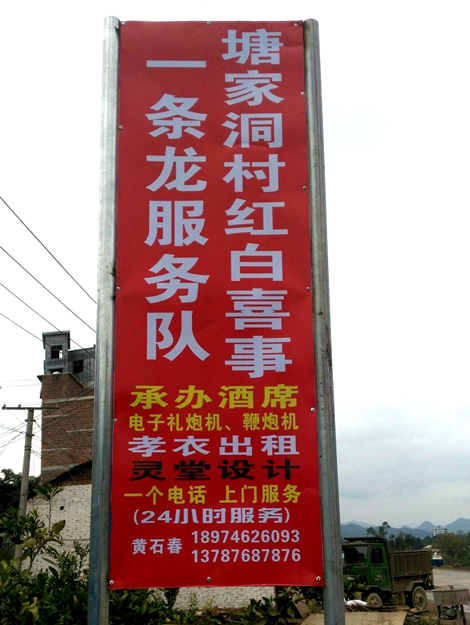 塘家洞村红白喜事
一条龙服务队
承办酒席
电子礼炮机、鞭炮机
孝衣出租
灵堂设计
一个电话 上门服务
(24小时服务)
黄石春 18974626093
13787687876